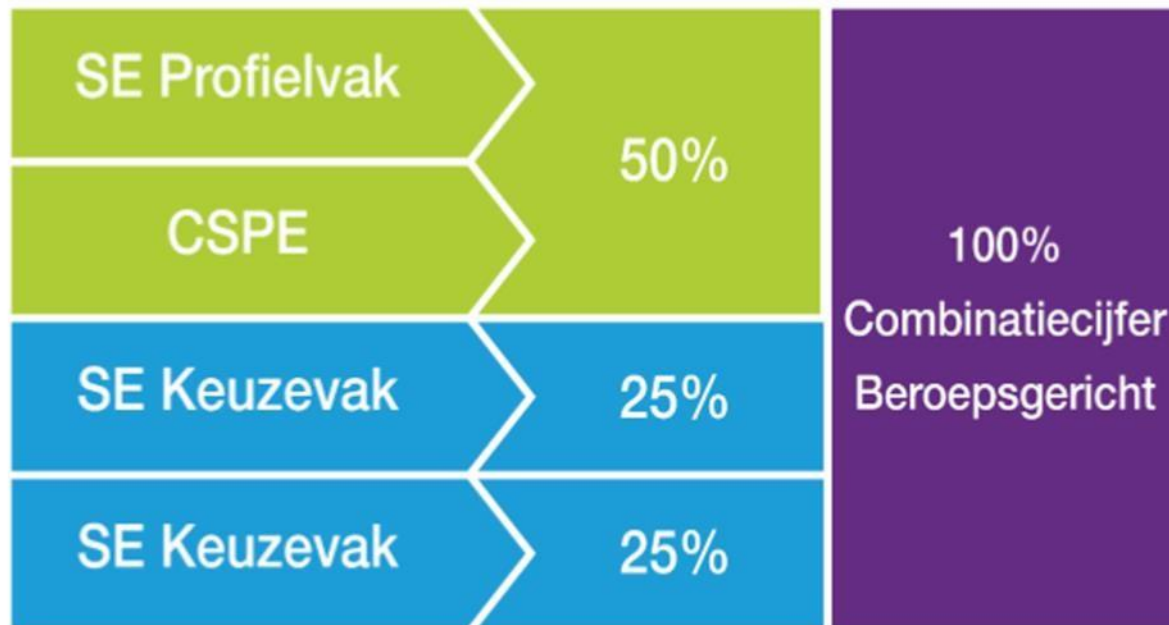 SE Profielvak
CSPE
50%
SE Keuzevak
25%
SE Keuzevak
25%
100%
Combinatiecijfer
Beroepsgericht